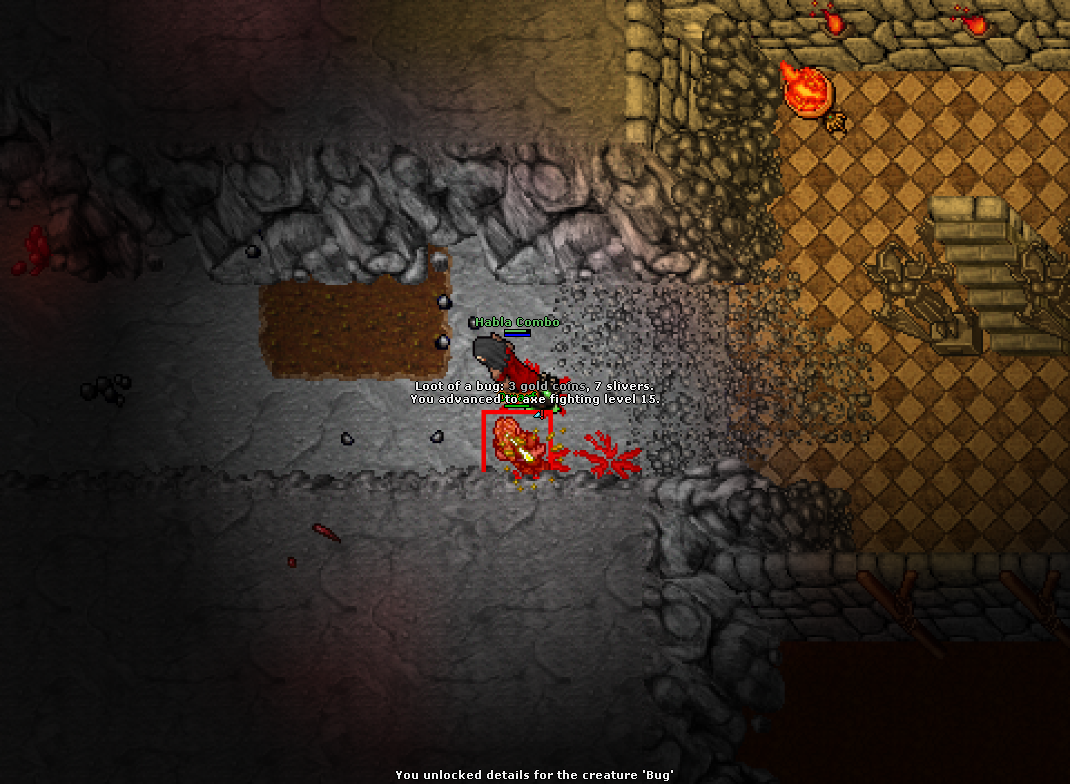 Habla Combo
Loot of a bug: 3 gold coins, 7 slivers.
You advanced to axe fighting level 15.
You unlocked details for the creature 'Bug'